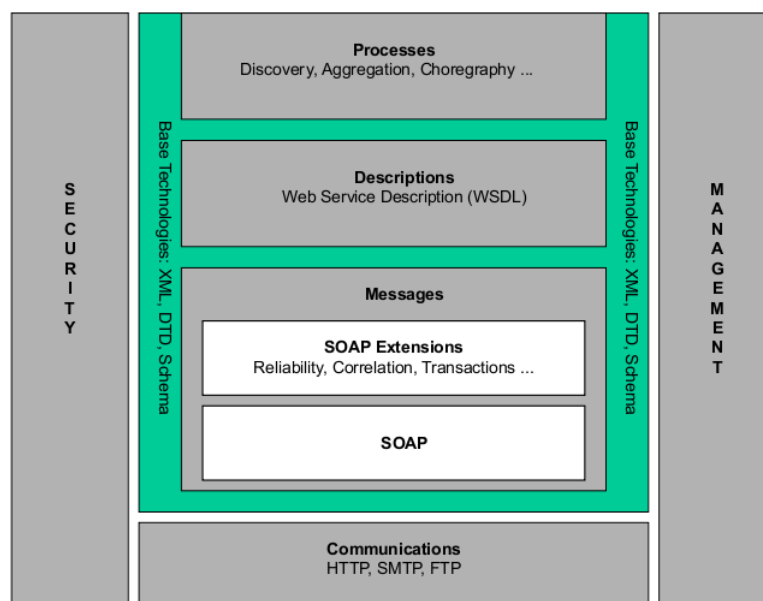 SECURITY
Base Technologies: XML, DTD, Schema
Processes
Discovery, Aggregation, Choregraphy ...
Descriptions
Web Service Description (WSDL)
Messages
SOAP Extensions
Reliability, Correlation, Transactions ...
SOAP
Base Technologies: XML, DTD, Schema
MANAGEMENT
Communications
HTTP, SMTP, FTP